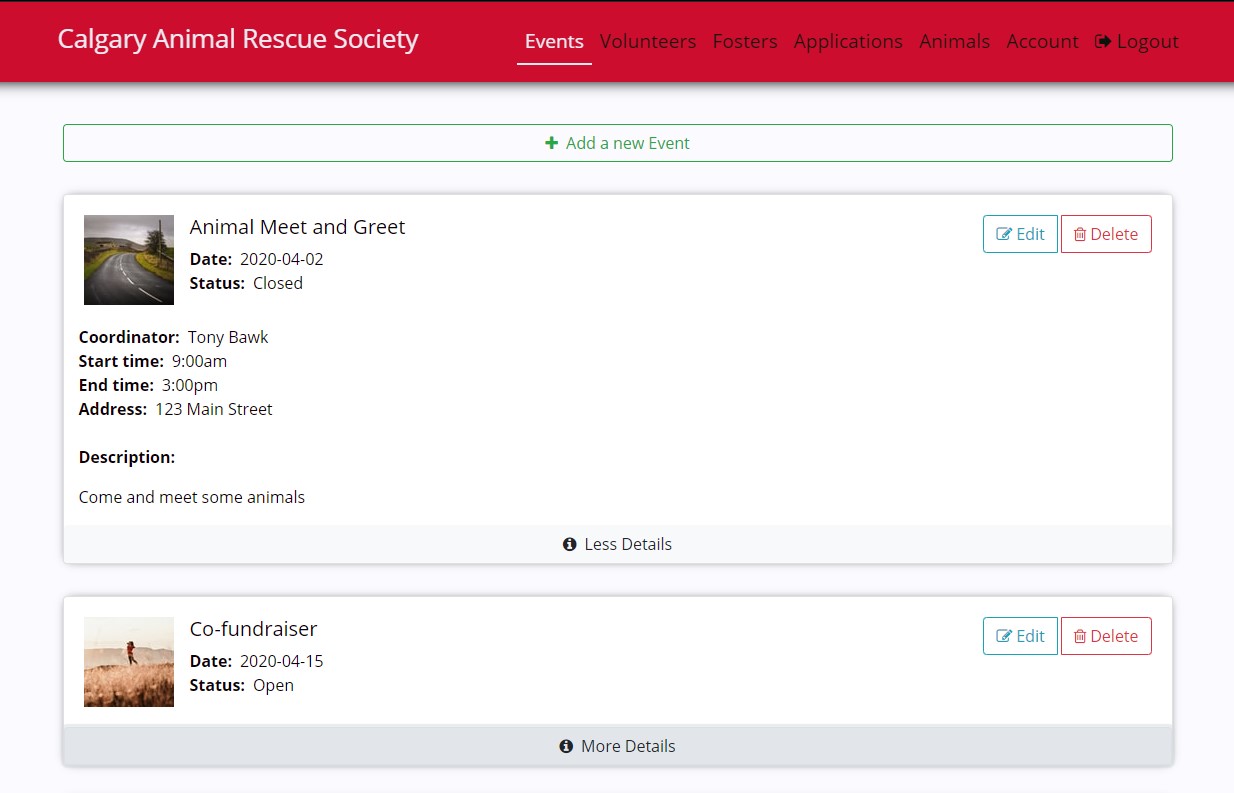 Calgary Animal Rescue Society
Events Volunteers Fosters Applications Animals Account Logout
Add a new Event
Animal Meet and Greet
Edit Delete
Date: 2020-04-02
Status: Closed
Coordinator: Tony Bawk
Start time: 9:00am
End time: 3:00pm
Address: 123 Main Street
Description:
Come and meet some animals
Less Details
Co-fundraiser
Edit Delete
Date: 2020-04-15
Status: Open
More Details